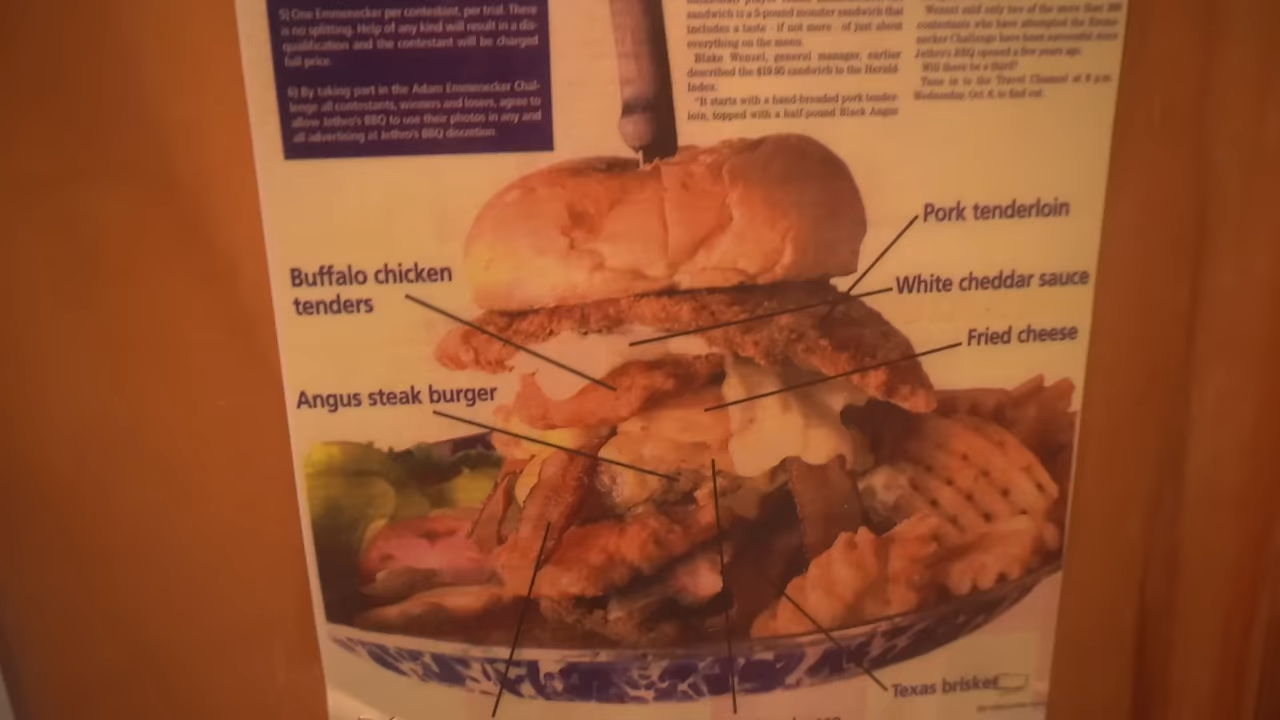 5) One Emmenecker per contestant, per trial. There
is no splitting. Help of any kind will result in a dis-
qualification and the contestant will be charged
full price.
6) By taking part in the Adam Emmenecker Chal-
lenge all contestants, winners and losers, agree to
allow Jethro's BBQ to use their photos in any and
all advertising at Jethro's BBQ discretion.
sandwich is a 5-pound monster sandwich that
includes a taste - if not more - of just about
everything on the menu.
Blake Wensel, general manager, earlier
described the $19.95 sandwich to the Herald-
Index.
"It starts with a hand-breaded pork tender-
loin, topped with a half-pound Black Angus
Wensel said only two of the more than
contestants who have attempted the Emme-
necker Challenge have been successful since
Jethro's BBQ opened a few years ago.
Will there be a third?
Tune in to the Travel Channel at 8 p.m.
Wednesday, Oct. 6, to find out.
Pork tenderloin
Buffalo chicken
tenders
White cheddar sauce
Fried cheese
Angus steak burger
Texas brisket